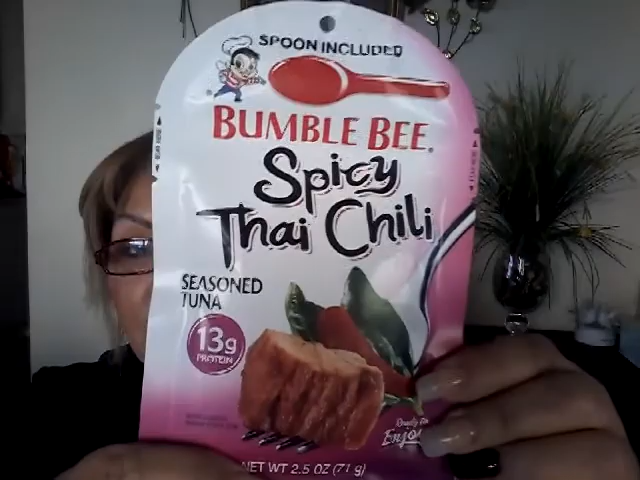 SPOON INCLUDED
BUMBLE BEE.
Spicy
Thai Chili
SEASONED
TUNA
13g
PROTEIN
Enjoy
NET WT 2.5 OZ (71 g)